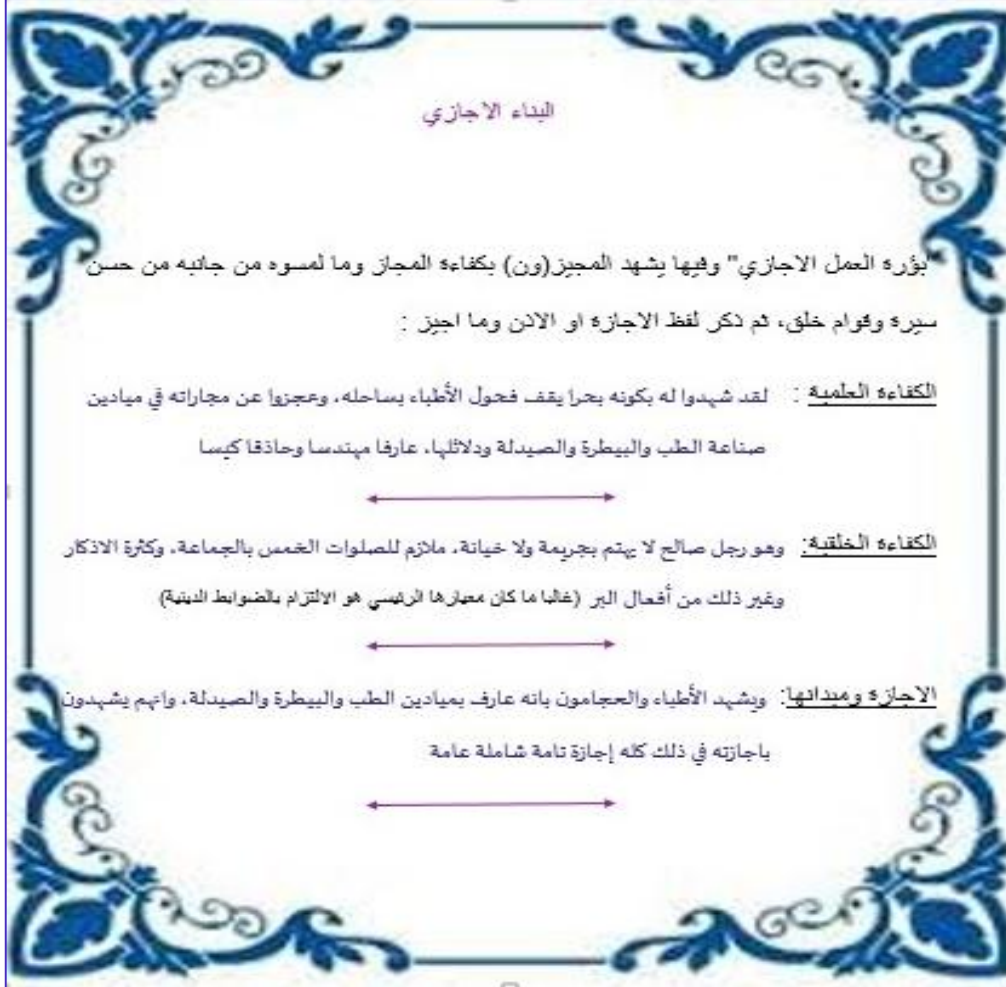 البناء الاجازي
"بؤرة العمل الاجازي" وفيها يشهد المجيز(ون) بكفاءة المجاز وما لمسوه من جانبه من حسن
سيرة وقوام خلق، ثم ذكر لفظ الاجازة او الاذن وما اجيز :
الكفاءة العلمية : لقد شهدوا له بكونه بحرا يقف فحول الأطباء بساحله، وعجزوا عن مجاراته في ميادين
صناعة الطب والبيطرة والصيدلة ودلائلها، عارفا مهندسا وحاذقا كيسا
الكفاءة الخلقية: وهو رجل صالح لا يهتم بجريمة ولا خيانة، ملازم للصلوات الخمس بالجماعة، وكثرة الاذكار
وغير ذلك من أفعال البر (غالبا ما كان معيارها الرئيسي هو الالتزام بالضوابط الدينية)
الاجازة وميدانها: ويشهد الأطباء والحجامون بانه عارف بميادين الطب والبيطرة والصيدلة، وانهم يشهدون
باجازته في ذلك كله إجازة تامة شاملة عامة